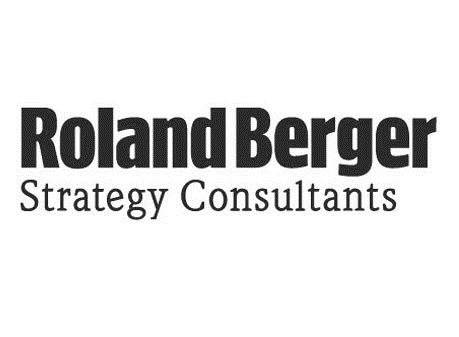 Roland Berger
Strategy Consultants